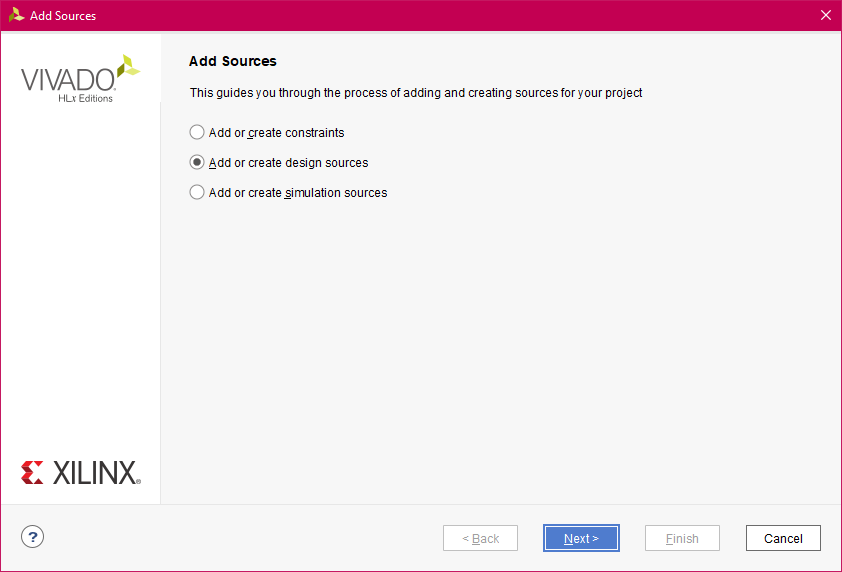 Add Sources
VIVADO
HLx Editions
Add Sources
This guides you through the process of adding and creating sources for your project
Add or create constraints
Add or create design sources
Add or create simulation sources
XILINX®
?
< Back
Next >
Finish
Cancel